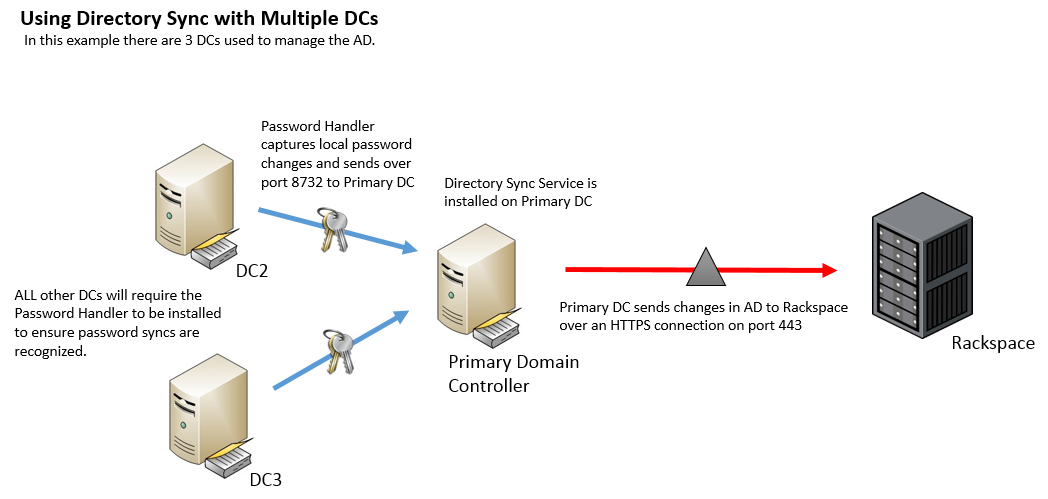 Using Directory Sync with Multiple DCs
In this example there are 3 DCs used to manage the AD.
Password Handler
captures local password
changes and sends over
port 8732 to Primary DC
Directory Sync Service is
installed on Primary DC
DC2
ALL other DCs will require the
Password Handler to be installed
to ensure password syncs are
recognized.
Primary DC sends changes in AD to Rackspace
over an HTTPS connection on port 443
Rackspace
Primary Domain
Controller
DC3